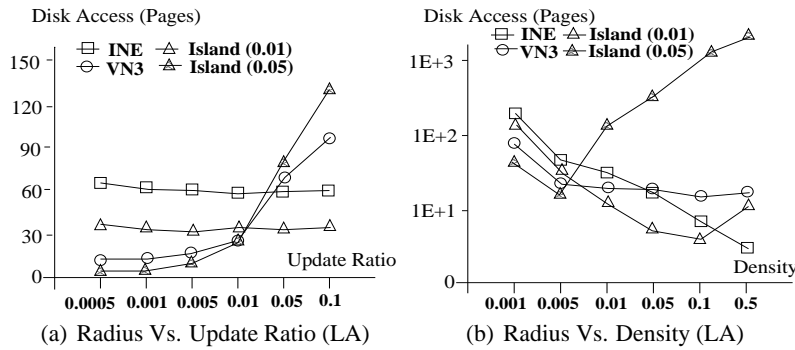 Disk Access (Pages)
INE
Island (0.01)
VN3
Island (0.05)
150
120
90
60
30
0
Update Ratio
0.0005 0.001 0.005 0.01 0.05 0.1
(a) Radius Vs. Update Ratio (LA)
Disk Access (Pages)
INE
Island (0.01)
VN3
Island (0.05)
1E+3
1E+2
1E+1
0
Density
0.001 0.005 0.01 0.05 0.1 0.5
(b) Radius Vs. Density (LA)